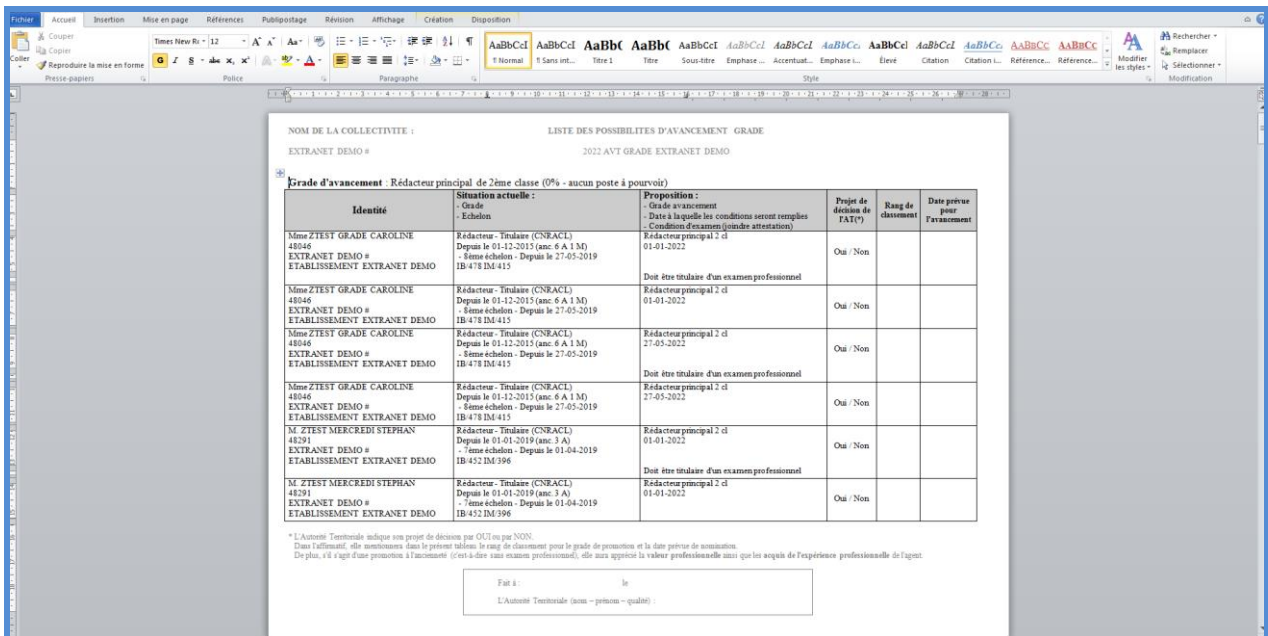 Fichier Accueil Insertion Mise en page Références Publipostage Révision Affichage Création Disposition
Couper
Copier
Coller
Reproduire la mise en forme
Times New Ro 12
G I S abc x, x²
AaBbCcI AaBbCcI AaBb( AaBb( AaBbCcI AaBbCcI AaBbCcI AaBbCc. AaBbCcl AaBbCcI AaBbCc. AABBCC AABBCC
¶ Normal ¶ Sans int... Titre 1 Titre Sous-titre Emphase ... Accentuat... Emphase i... Élevé Citation Citation i... Référence... Référence...
Modifier les styles
Rechercher
Remplacer
Sélectionner
Presse-papiers Police Paragraphe Style Modification
NOM DE LA COLLECTIVITE : LISTE DES POSSIBILITES D'AVANCEMENT GRADE
EXTRANET DEMO # 2022 AVT GRADE EXTRANET DEMO
Grade d'avancement : Rédacteur principal de 2ème classe (0% - aucun poste à pourvoir)
Identité
Situation actuelle :
- Grade
- Echelon
Proposition :
- Grade avancement
- Date à laquelle les conditions seront remplies
- Condition d'examen (joindre attestation)
Projet de
décision de
l'AT(*)
Rang de
classement
Date prévue
pour
l'avancement
Mme ZTEST GRADE CAROLINE
48046
EXTRANET DEMO #
ETABLISSEMENT EXTRANET DEMO
Rédacteur - Titulaire (CNRACL)
Depuis le 01-12-2015 (anc. 6 A 1 M)
- 8ème échelon - Depuis le 27-05-2019
IB/478 IM/415
Rédacteur principal 2 cl
01-01-2022
Doit être titulaire d'un examen professionnel
Oui / Non
Mme ZTEST GRADE CAROLINE
48046
EXTRANET DEMO #
ETABLISSEMENT EXTRANET DEMO
Rédacteur - Titulaire (CNRACL)
Depuis le 01-12-2015 (anc. 6 A 1 M)
- 8ème échelon - Depuis le 27-05-2019
IB/478 IM/415
Rédacteur principal 2 cl
01-01-2022
Oui / Non
Mme ZTEST GRADE CAROLINE
48046
EXTRANET DEMO #
ETABLISSEMENT EXTRANET DEMO
Rédacteur - Titulaire (CNRACL)
Depuis le 01-12-2015 (anc. 6 A 1 M)
- 8ème échelon - Depuis le 27-05-2019
IB/478 IM/415
Rédacteur principal 2 cl
27-05-2022
Doit être titulaire d'un examen professionnel
Oui / Non
Mme ZTEST GRADE CAROLINE
48046
EXTRANET DEMO #
ETABLISSEMENT EXTRANET DEMO
Rédacteur - Titulaire (CNRACL)
Depuis le 01-12-2015 (anc. 6 A 1 M)
- 8ème échelon - Depuis le 27-05-2019
IB/478 IM/415
Rédacteur principal 2 cl
27-05-2022
Oui / Non
M. ZTEST MERCREDI STEPHAN
48291
EXTRANET DEMO #
ETABLISSEMENT EXTRANET DEMO
Rédacteur - Titulaire (CNRACL)
Depuis le 01-01-2019 (anc. 3 A)
- 7ème échelon - Depuis le 01-04-2019
IB/452 IM/396
Rédacteur principal 2 cl
01-01-2022
Doit être titulaire d'un examen professionnel
Oui / Non
M. ZTEST MERCREDI STEPHAN
48291
EXTRANET DEMO #
ETABLISSEMENT EXTRANET DEMO
Rédacteur - Titulaire (CNRACL)
Depuis le 01-01-2019 (anc. 3 A)
- 7ème échelon - Depuis le 01-04-2019
IB/452 IM/396
Rédacteur principal 2 cl
01-01-2022
Oui / Non
* L'Autorité Territoriale indique son projet de décision par OUI ou par NON.
Dans l'affirmatif, elle mentionnera dans le présent tableau le rang de classement pour le grade de promotion et la date prévue de nomination.
De plus, s'il s'agit d'une promotion à l'ancienneté (c'est-à-dire sans examen professionnel), elle aura apprécié la valeur professionnelle ainsi que les acquis de l'expérience professionnelle de l'agent.
Fait à : le
L'Autorité Territoriale (nom – prénom – qualité) :